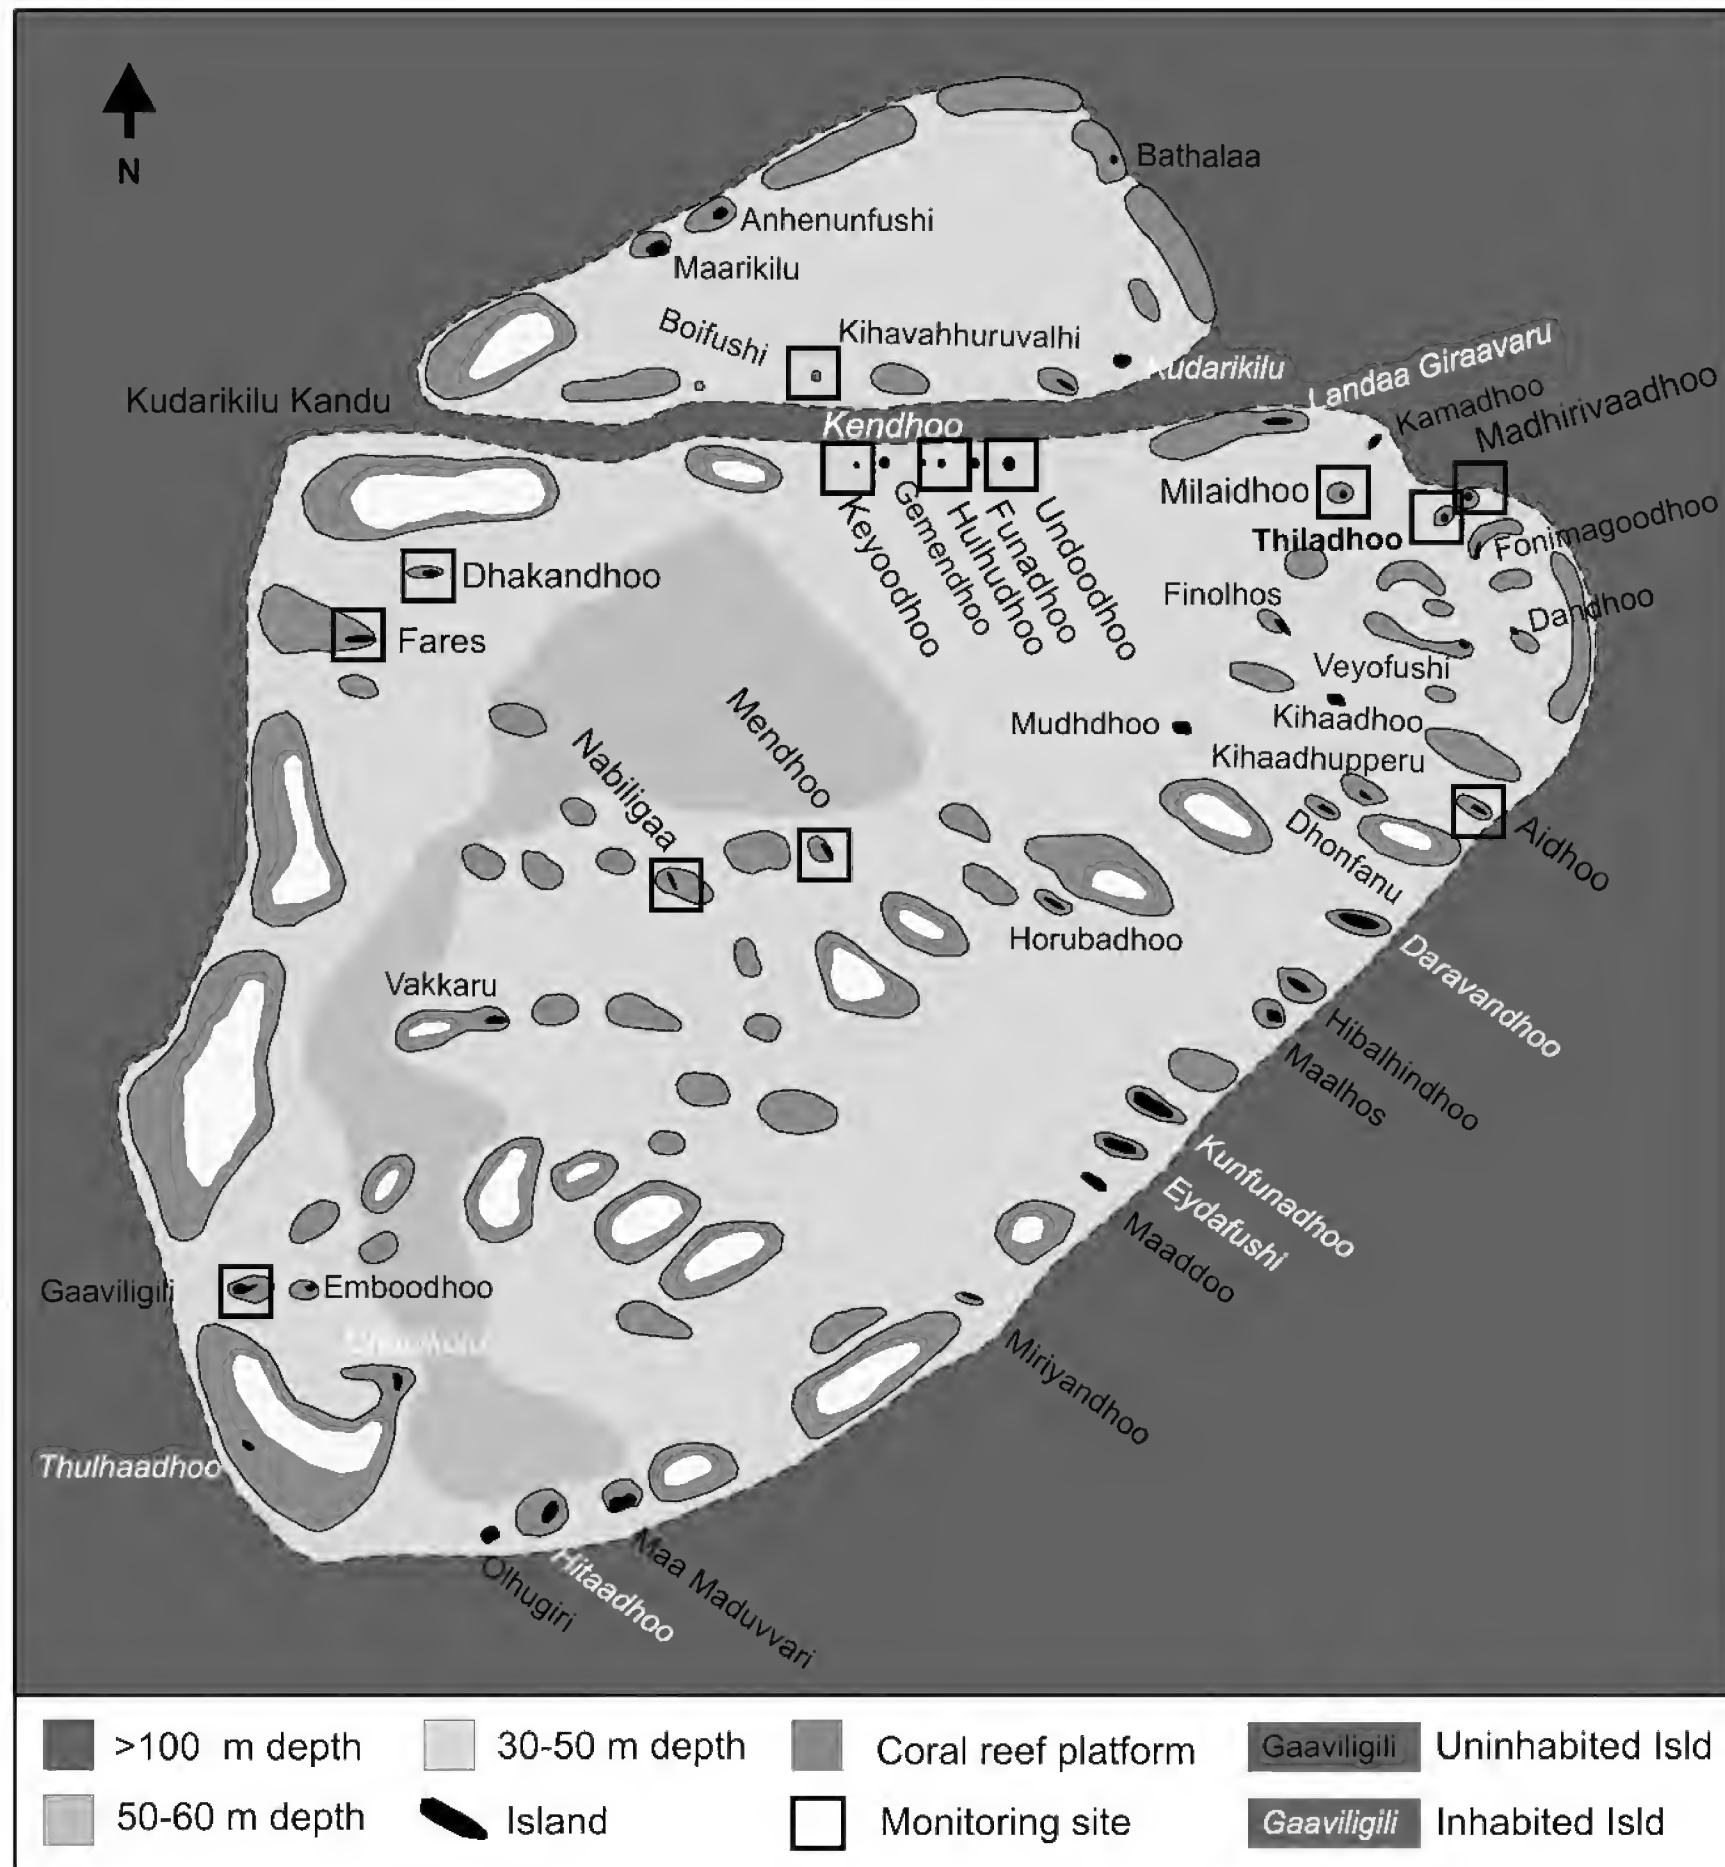 N
Bathalaa
Anhenunfushi
Maarikilu
Boifushi
Kihavahhuruvalhi
Kudarikilu
Landaa Giraavaru
Kudarikilu Kandu
Kamadhoo
Madhirivaadhoo
Kendhoo
Milaidhoo
Thiladhoo
Fonimagoodhoo
Keyoodhoo
Gemendhoo
Hulhudhoo
Funadhoo
Undoodhoo
Dhakandhoo
Finolhos
Dandhoo
Fares
Veyofushi
Mendhoo
Mudhdhoo
Kihaadhoo
Nabiligaa
Kihaadhupperu
Dhonfanu
Aidhoo
Horubadhoo
Daravandhoo
Vakkaru
Hibalhindhoo
Maalhos
Kunfunadhoo
Eydafushi
Maaddoo
Gaaviligili
Emboodhoo
Miriyandhoo
Thulhaadhoo
Olhugiri
Hitaadhoo
Maa Maduvvari
>100 m depth
30-50 m depth
Coral reef platform
Gaaviligili
Uninhabited Isld
50-60 m depth
Island
Monitoring site
Gaaviligili
Inhabited Isld